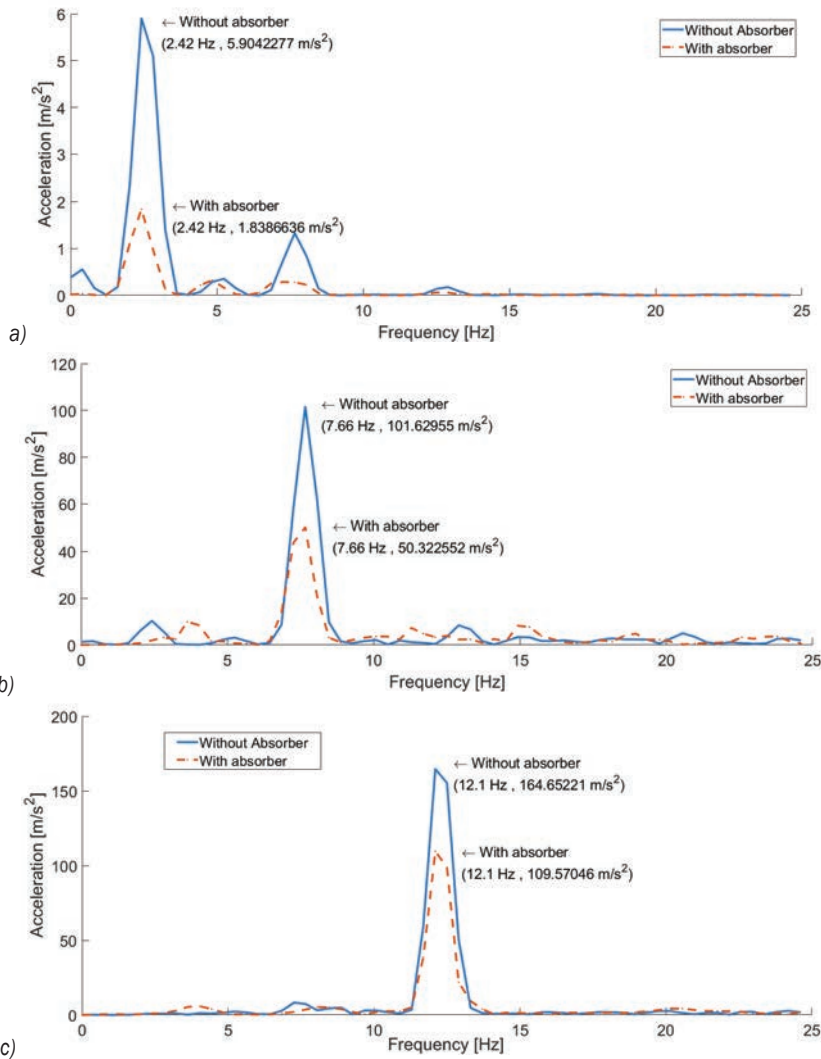 6
5
4
3
2
1
0
Acceleration [m/s²]
← Without absorber
(2.42 Hz , 5.9042277 m/s²)
← With absorber
(2.42 Hz , 1.8386636 m/s²)
Without Absorber
With absorber
0 5 10 15 20 25
Frequency [Hz]
a)
120
100
80
60
40
20
0
Acceleration [m/s²]
← Without absorber
(7.66 Hz , 101.62955 m/s²)
← With absorber
(7.66 Hz , 50.322552 m/s²)
Without Absorber
With absorber
0 5 10 15 20 25
Frequency [Hz]
b)
200
150
100
50
0
Acceleration [m/s²]
Without Absorber
With absorber
← Without absorber
(12.1 Hz , 164.65221 m/s²)
← With absorber
(12.1 Hz , 109.57046 m/s²)
0 5 10 15 20 25
Frequency [Hz]
c)